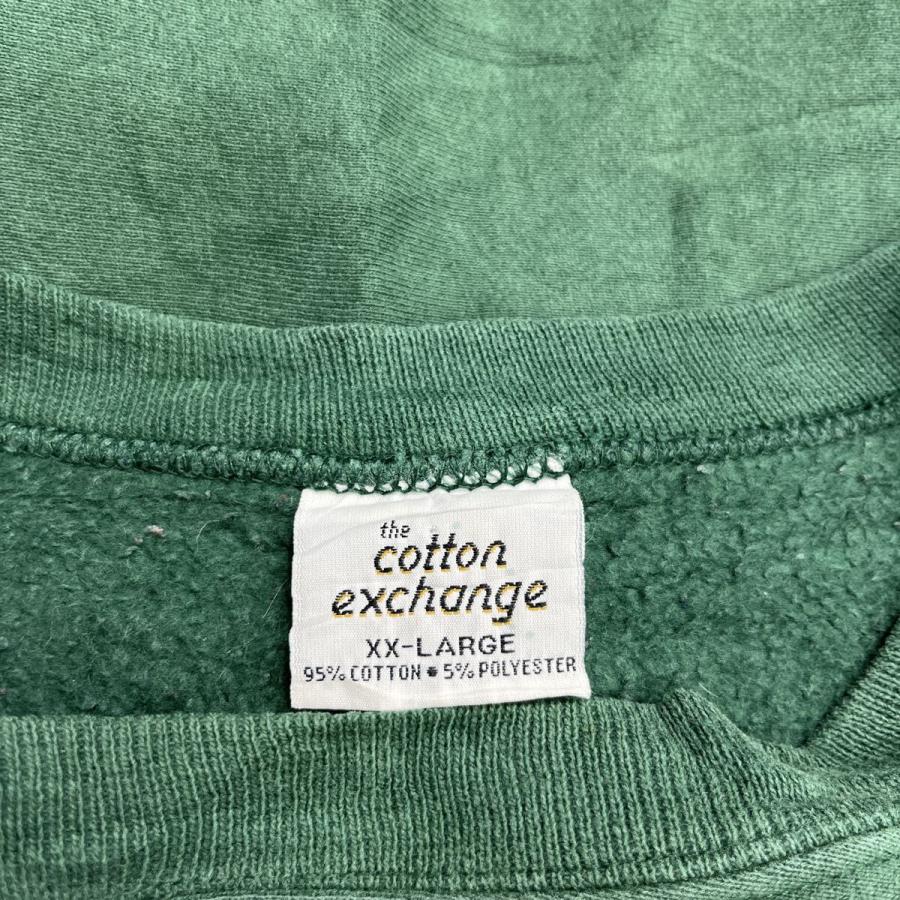 the
cotton
exchange
XX-LARGE
95% COTTON * 5% POLYESTER